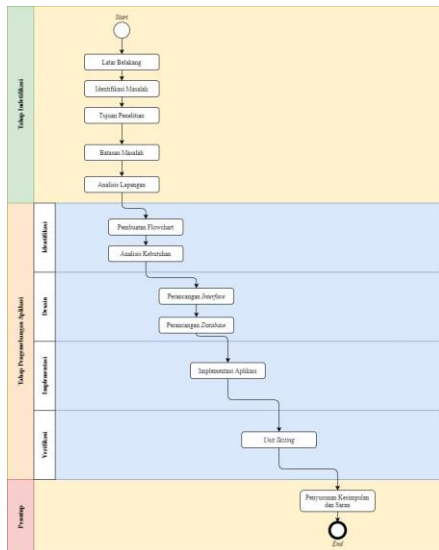 Start
Latar Belakang
Identifikasi Masalah
Tujuan Penelitian
Batasan Masalah
Analisis Lapangan
Tahap Indetifikasi
Pembuatan Flowchart
Analisis Kebutuhan
Identifikasi
Perancangan Interface
Perancangan Database
Desain
Tahap Pengembangan Aplikasi
Implementasi Aplikasi
Implementasi
Unit Testing
Verifikasi
Penyusunan Kesimpulan
dan Saran
End
Penutup